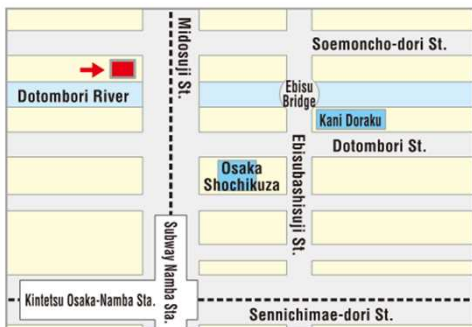 Midosuji St.
Soemoncho-dori St.
Dotombori River
Ebisu
Bridge
Kani Doraku
Dotombori St.
Ebisubashisuji St.
Osaka
Shochikuza
Subway Namba Sta.
Kintetsu Osaka-Namba Sta.
Sennichimae-dori St.